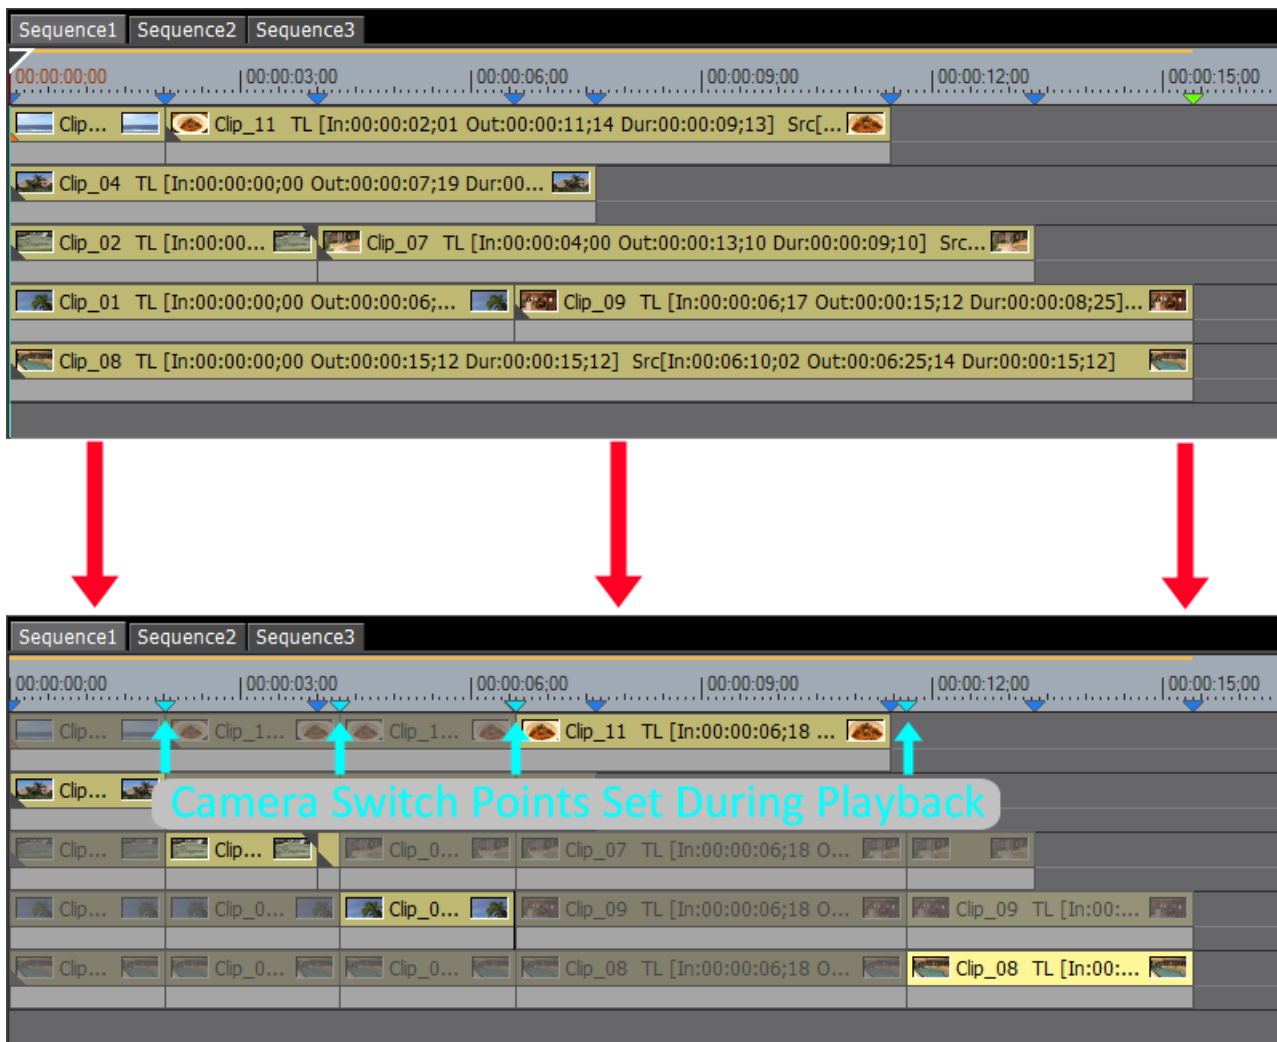 Sequence1 Sequence2 Sequence3
00:00:00;00 00:00:03;00 00:00:06;00 00:00:09;00 00:00:12;00 00:00:15;00
Clip... Clip_11 TL [In:00:00:02;01 Out:00:00:11;14 Dur:00:00:09;13] Src[...
Clip_04 TL [In:00:00:00;00 Out:00:00:07;19 Dur:00...
Clip_02 TL [In:00:00... Clip_07 TL [In:00:00:04;00 Out:00:00:13;10 Dur:00:00:09;10] Src...
Clip_01 TL [In:00:00:00;00 Out:00:00:06;... Clip_09 TL [In:00:00:06;17 Out:00:00:15;12 Dur:00:00:08;25]...
Clip_08 TL [In:00:00:00;00 Out:00:00:15;12 Dur:00:00:15;12] Src[In:00:06:10;02 Out:00:06:25;14 Dur:00:00:15;12]
Sequence1 Sequence2 Sequence3
00:00:00;00 00:00:03;00 00:00:06;00 00:00:09;00 00:00:12;00 00:00:15;00
Clip... Clip_1... Clip_1... Clip_11 TL [In:00:00:06;18 ...
Clip...
Camera Switch Points Set During Playback
Clip... Clip... Clip_0... Clip_07 TL [In:00:00:06;18 O...
Clip... Clip_0... Clip_0... Clip_09 TL [In:00:00:06;18 O... Clip_09 TL [In:00:...
Clip... Clip_0... Clip_0... Clip_08 TL [In:00:00:06;18 O... Clip_08 TL [In:00:...